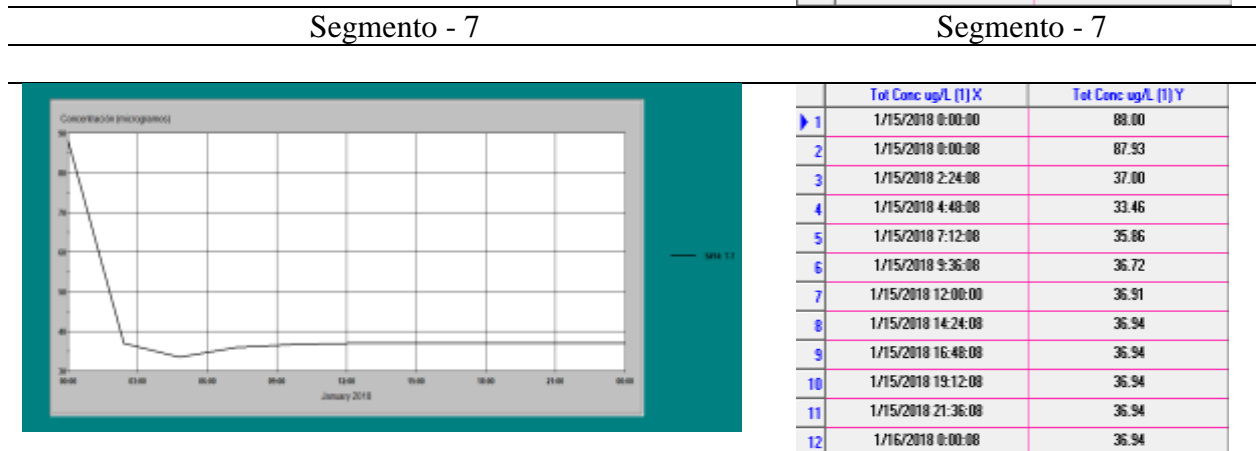 Segmento - 7 Segmento - 7
Concentración (microgramos)
90
80
70
60
50
40
30
00:00 03:00 06:00 09:00 12:00 15:00 18:00 21:00 00:00
January 2018
Tot Conc ug/L (1) X Tot Conc ug/L (1) Y
1 1/15/2018 0:00:00 88.00
2 1/15/2018 0:00:08 87.93
3 1/15/2018 2:24:08 37.00
4 1/15/2018 4:48:08 33.46
5 1/15/2018 7:12:08 35.86
6 1/15/2018 9:36:08 36.72
7 1/15/2018 12:00:00 36.91
8 1/15/2018 14:24:08 36.94
9 1/15/2018 16:48:08 36.94
10 1/15/2018 19:12:08 36.94
11 1/15/2018 21:36:08 36.94
12 1/16/2018 0:00:08 36.94